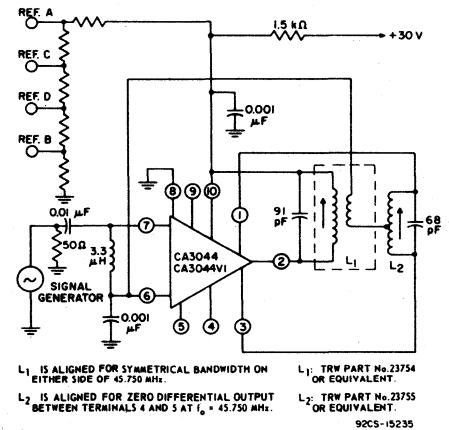 REF. A
1.5 kΩ
+30 V
REF. C
REF. D
0.001
μF
REF. B
8
9
10
1
0.01 μF
7
91
pF
68
pF
50Ω
3.3
μH
CA3044
CA3044V1
2
L1
L2
SIGNAL
GENERATOR
6
0.001
μF
5
4
3
L1 IS ALIGNED FOR SYMMETRICAL BANDWIDTH ON
EITHER SIDE OF 45.750 MHz.
L1: TRW PART No.23754
OR EQUIVALENT.
L2 IS ALIGNED FOR ZERO DIFFERENTIAL OUTPUT
BETWEEN TERMINALS 4 AND 5 AT fo = 45.750 MHz.
L2: TRW PART No.23755
OR EQUIVALENT.
92CS-15235